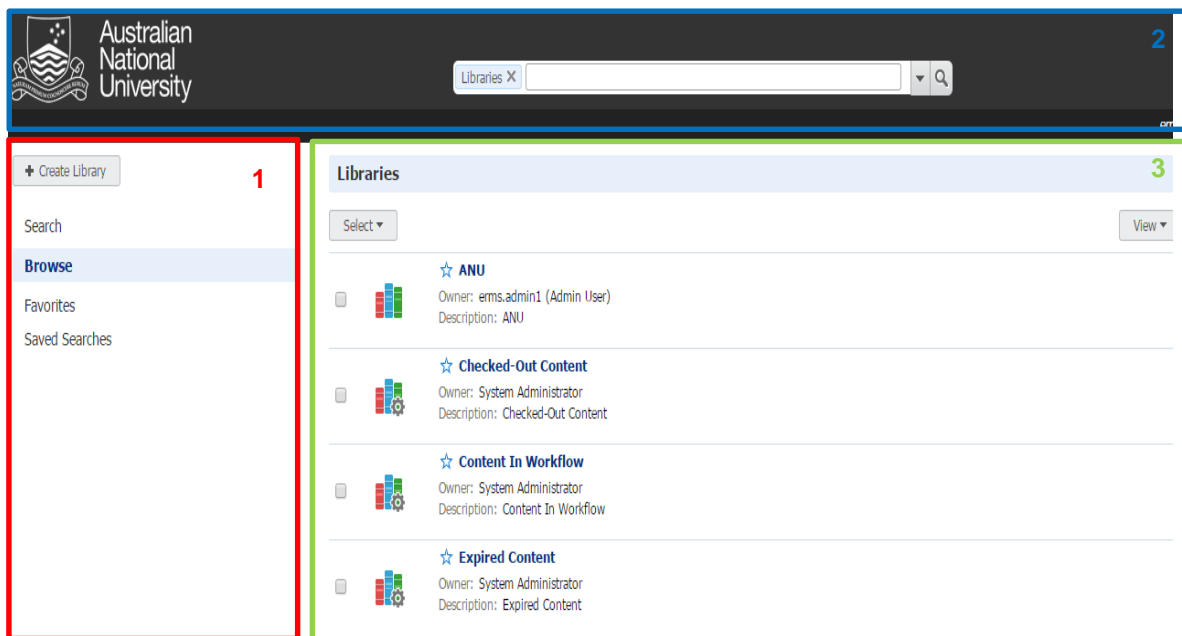 Australian
National
University
2
Libraries X
1
+ Create Library
Search
Browse
Favorites
Saved Searches
3
Libraries
Select
View
ANU
Owner: erms.admin1 (Admin User)
Description: ANU
Checked-Out Content
Owner: System Administrator
Description: Checked-Out Content
Content In Workflow
Owner: System Administrator
Description: Content In Workflow
Expired Content
Owner: System Administrator
Description: Expired Content